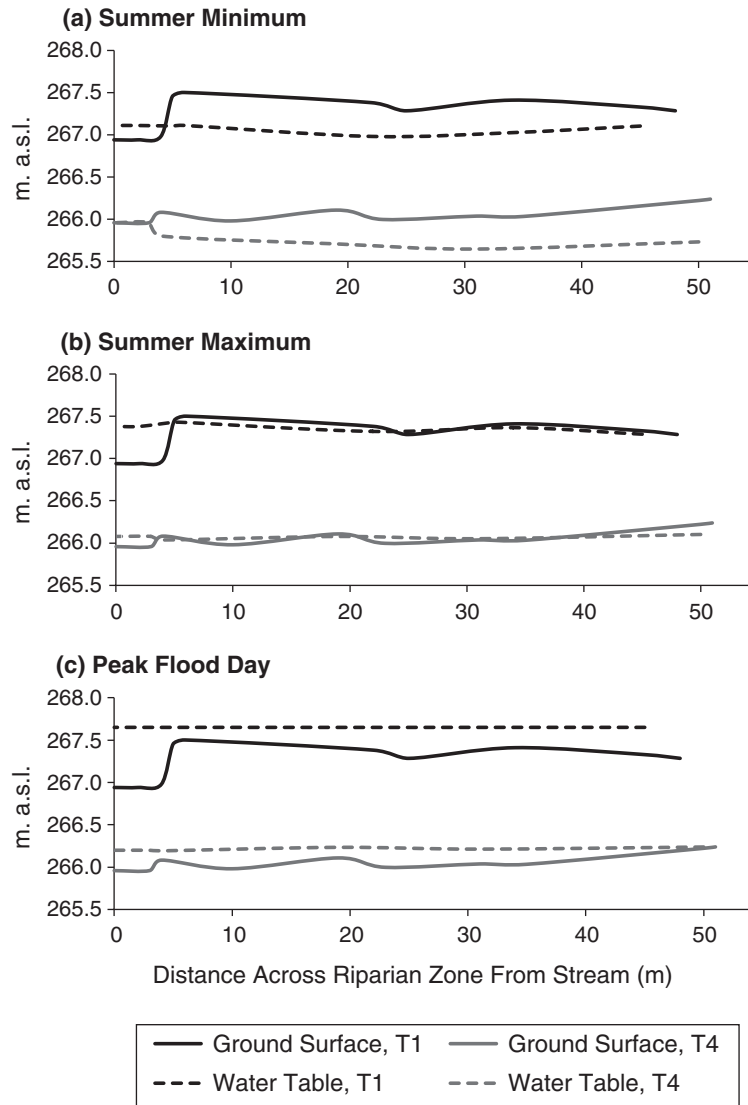 (a) Summer Minimum
268.0
267.5
267.0
266.5
266.0
265.5
m. a.s.l.
0 10 20 30 40 50
(b) Summer Maximum
268.0
267.5
267.0
266.5
266.0
265.5
m. a.s.l.
0 10 20 30 40 50
(c) Peak Flood Day
268.0
267.5
267.0
266.5
266.0
265.5
m. a.s.l.
0 10 20 30 40 50
Distance Across Riparian Zone From Stream (m)
Ground Surface, T1 Ground Surface, T4
Water Table, T1 Water Table, T4